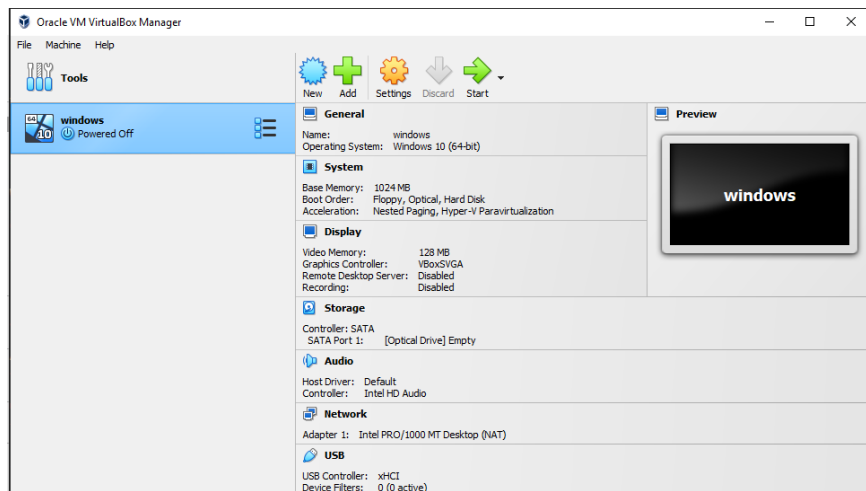 Oracle VM VirtualBox Manager
File Machine Help
Tools
New Add Settings Discard Start
64
10
windows
Powered Off
General
Name: windows
Operating System: Windows 10 (64-bit)
System
Base Memory: 1024 MB
Boot Order: Floppy, Optical, Hard Disk
Acceleration: Nested Paging, Hyper-V Paravirtualization
Display
Video Memory: 128 MB
Graphics Controller: VBoxSVGA
Remote Desktop Server: Disabled
Recording: Disabled
Storage
Controller: SATA
SATA Port 1: [Optical Drive] Empty
Audio
Host Driver: Default
Controller: Intel HD Audio
Network
Adapter 1: Intel PRO/1000 MT Desktop (NAT)
USB
USB Controller: xHCI
Device Filters: 0 (0 active)
Preview
windows